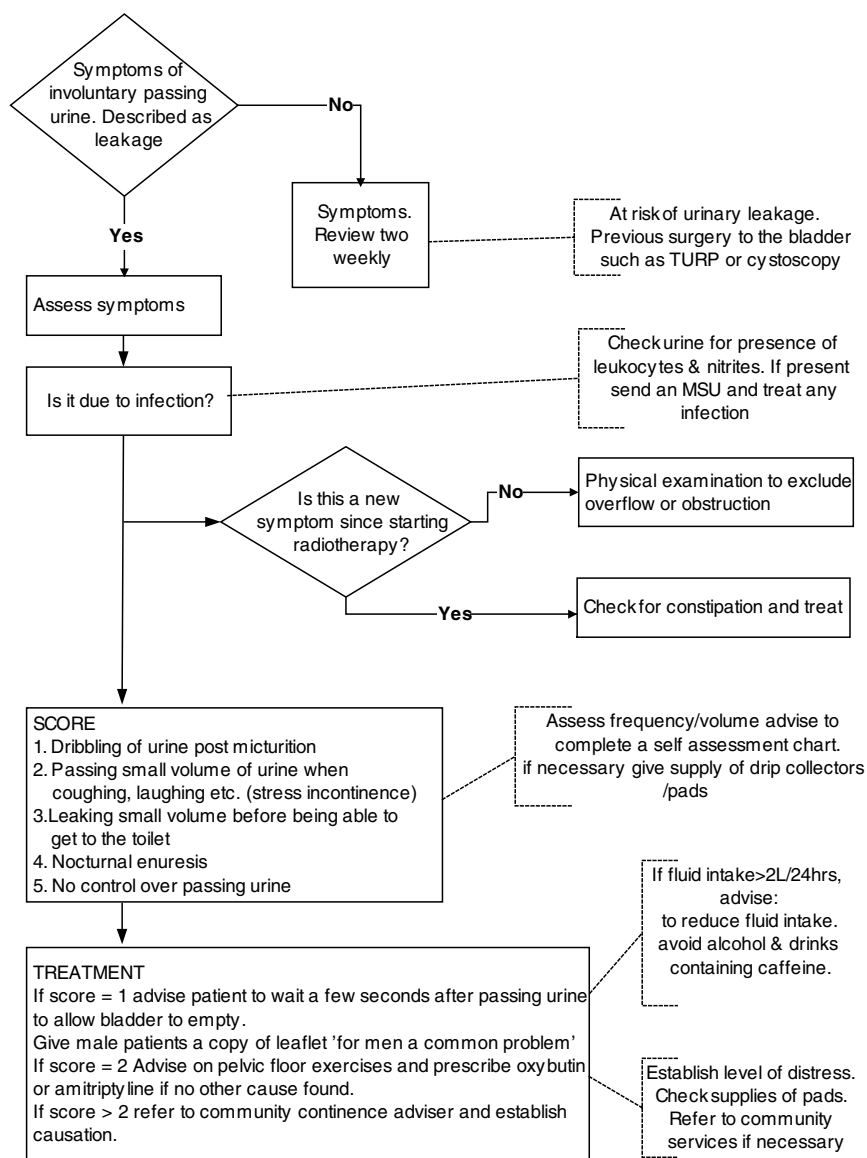 Symptoms of
involuntary passing
urine. Described as
leakage
No
Symptoms.
Review two
weekly
At risk of urinary leakage.
Previous surgery to the bladder
such as TURP or cystoscopy
Yes
Assess symptoms
Is it due to infection?
Check urine for presence of
leukocytes & nitrites. If present
send an MSU and treat any
infection
Is this a new
symptom since starting
radiotherapy?
No
Physical examination to exclude
overflow or obstruction
Yes
Check for constipation and treat
SCORE
1. Dribbling of urine post micturition
2. Passing small volume of urine when
coughing, laughing etc. (stress incontinence)
3. Leaking small volume before being able to
get to the toilet
4. Nocturnal enuresis
5. No control over passing urine
Assess frequency/volume advise to
complete a self assessment chart.
if necessary give supply of drip collectors
/pads
TREATMENT
If score = 1 advise patient to wait a few seconds after passing urine
to allow bladder to empty.
Give male patients a copy of leaflet 'for men a common problem'
If score = 2 Advise on pelvic floor exercises and prescribe oxybutin
or amitriptyline if no other cause found.
If score > 2 refer to community continence adviser and establish
causation.
If fluid intake>2L/24hrs,
advise:
to reduce fluid intake.
avoid alcohol & drinks
containing caffeine.
Establish level of distress.
Check supplies of pads.
Refer to community
services if necessary